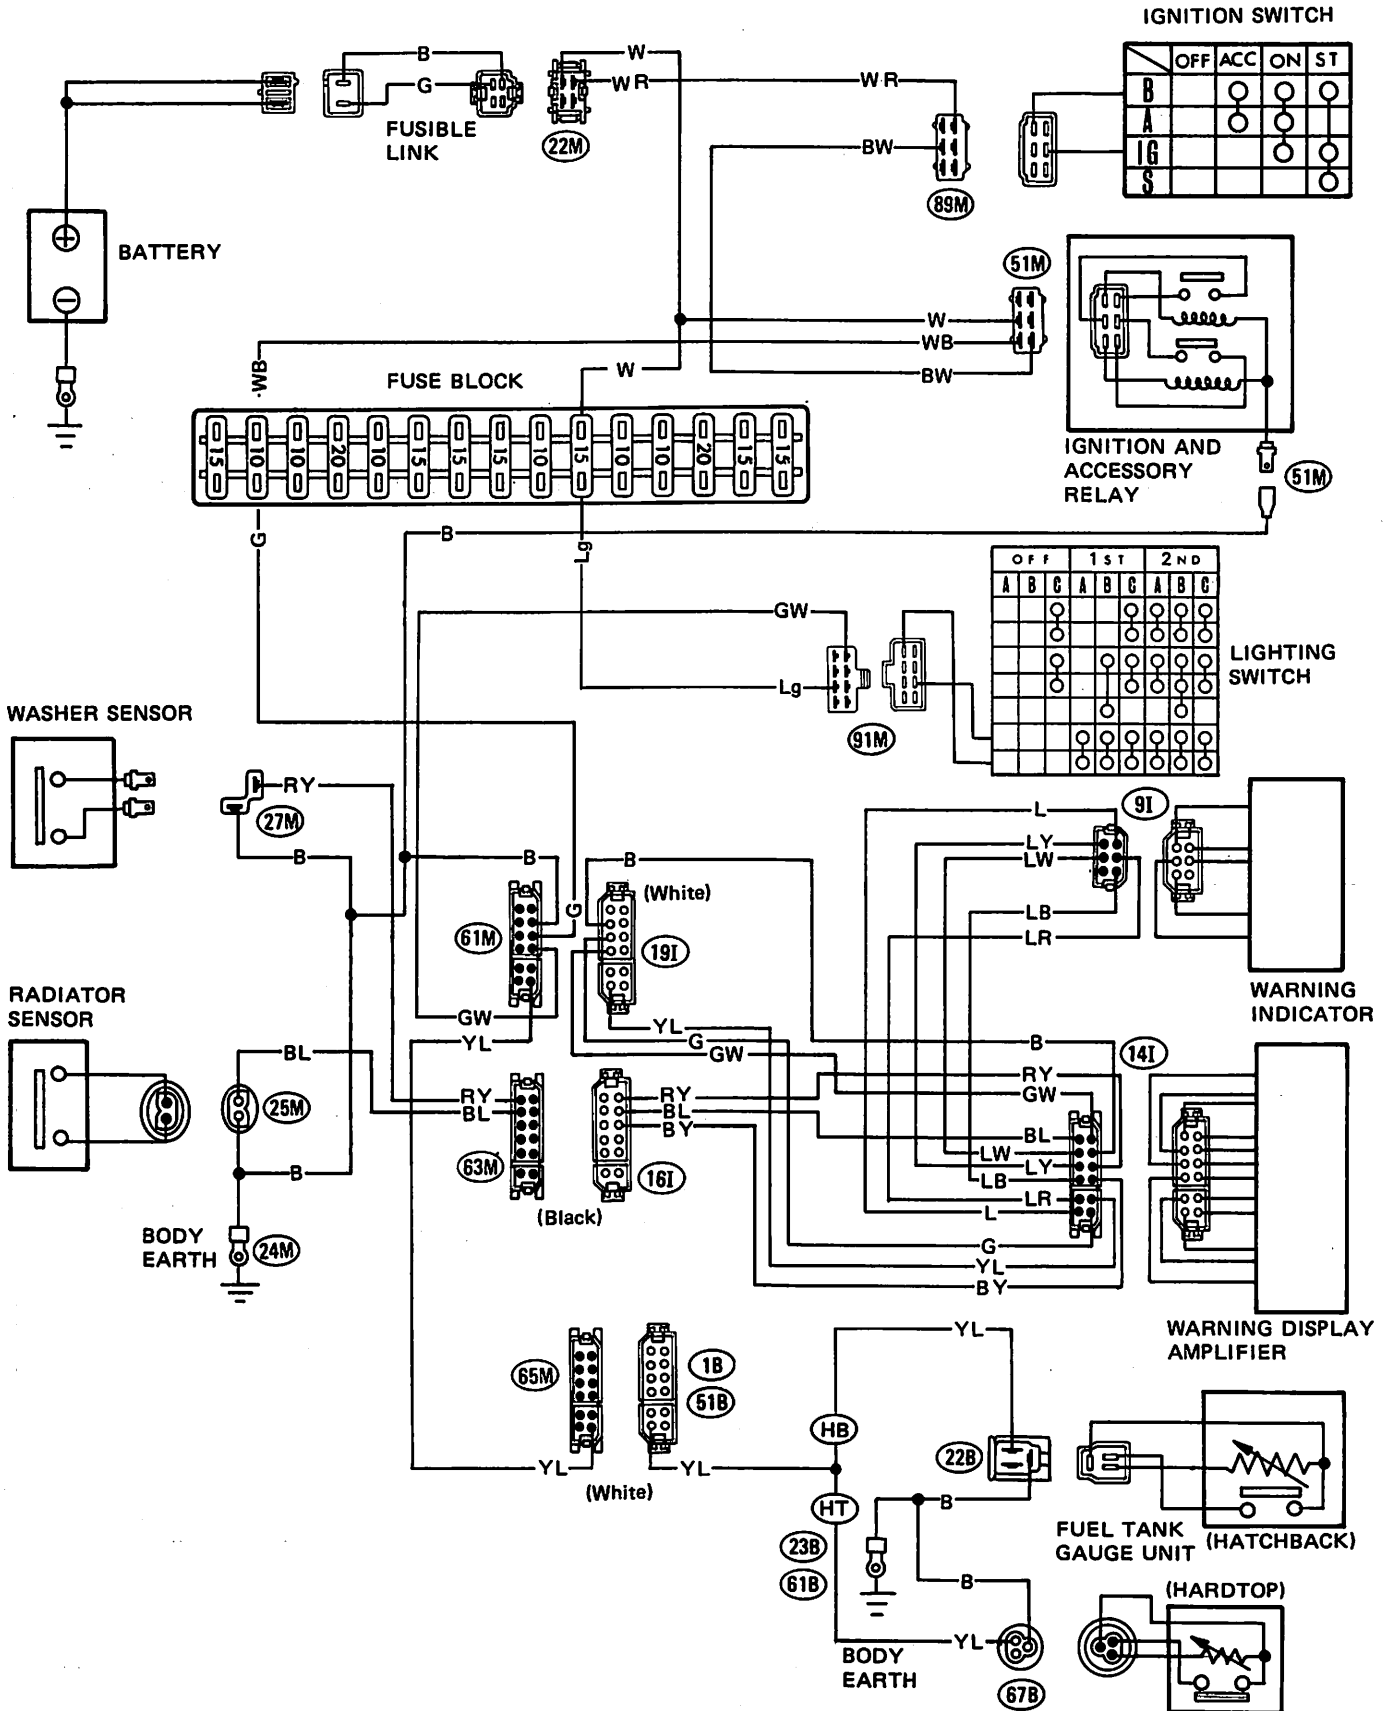 IGNITION SWITCH
OFF ACC ON ST
B
A
IG
S
B
G
FUSIBLE
LINK
22M
W
WR
WR
BW
89M
BATTERY
51M
W
WB
BW
WB
W
FUSE BLOCK
15 10 10 20 10 15 15 15 10 15 10 10 20 15 15
IGNITION AND
ACCESSORY
RELAY
51M
G
B
Lg
OFF 1ST 2ND
A B C A B C A B C
GW
Lg
91M
LIGHTING
SWITCH
WASHER SENSOR
RY
27M
B
B
B
G
61M
(White)
19I
L
9I
LY
LW
LB
LR
WARNING
INDICATOR
RADIATOR
SENSOR
BL
25M
B
BODY
EARTH
24M
GW
YL
YL
G
GW
RY
BL
63M
(Black)
RY
BL
BY
16I
B
14I
RY
GW
BL
LW
LY
LB
LR
L
G
YL
BY
WARNING DISPLAY
AMPLIFIER
65M
1B
51B
YL
YL
(White)
YL
HB
HT
22B
B
23B
61B
B
YL
BODY
EARTH
67B
FUEL TANK
GAUGE UNIT
(HATCHBACK)
(HARDTOP)